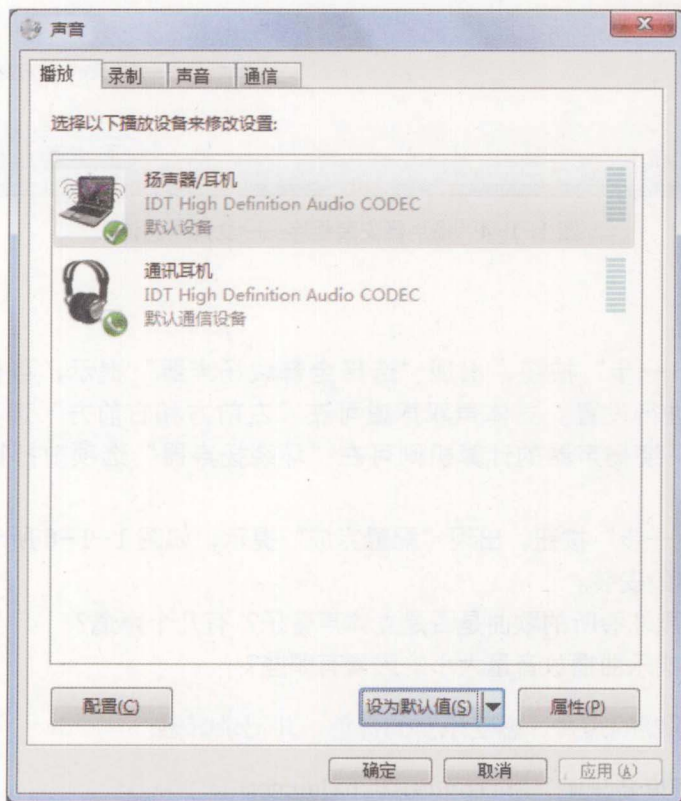 声音
播放 录制 声音 通信
选择以下播放设备来修改设置:
扬声器/耳机
IDT High Definition Audio CODEC
默认设备
通讯耳机
IDT High Definition Audio CODEC
默认通信设备
配置(C) 设为默认值(S) 属性(P)
确定 取消 应用(A)